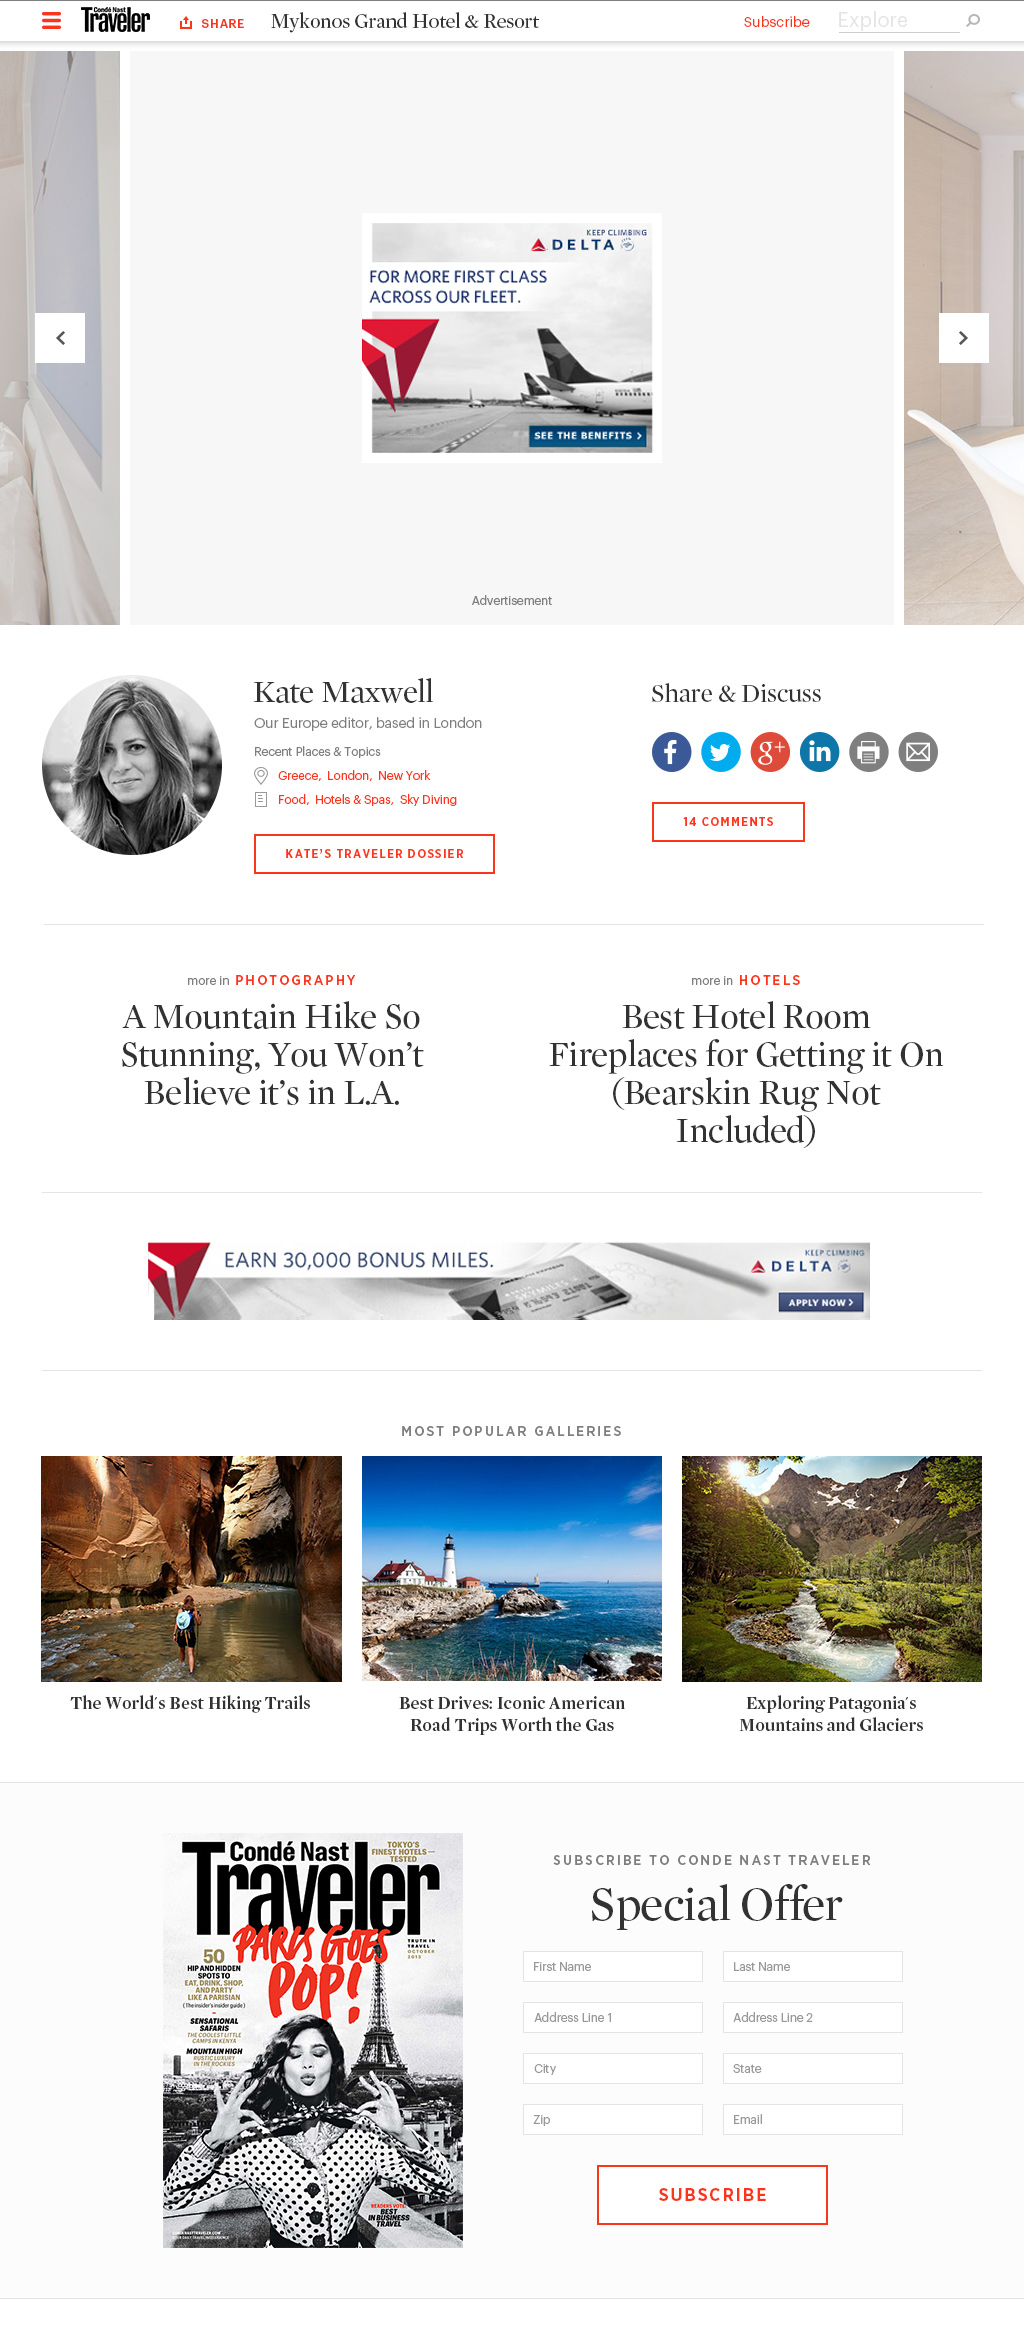 Condé Nast
Traveler
SHARE
Mykonos Grand Hotel & Resort
Subscribe
Explore
KEEP CLIMBING
DELTA
FOR MORE FIRST CLASS
ACROSS OUR FLEET.
SEE THE BENEFITS >
Advertisement
Kate Maxwell
Our Europe editor, based in London
Recent Places & Topics
Greece, London, New York
Food, Hotels & Spas, Sky Diving
KATE'S TRAVELER DOSSIER
Share & Discuss
f
g+
in
14 COMMENTS
more in PHOTOGRAPHY
A Mountain Hike So
Stunning, You Won't
Believe it's in L.A.
more in HOTELS
Best Hotel Room
Fireplaces for Getting it On
(Bearskin Rug Not
Included)
EARN 30,000 BONUS MILES.
AMERICAN EXPRESS
KEEP CLIMBING
DELTA
APPLY NOW >
MOST POPULAR GALLERIES
The World's Best Hiking Trails
Best Drives: Iconic American
Road Trips Worth the Gas
Exploring Patagonia's
Mountains and Glaciers
Condé Nast
Traveler
TOKYO'S
FINEST HOTELS—
TESTED
PARIS GOES
POP!
TRUTH IN
TRAVEL
OCTOBER
2013
50
HIP AND HIDDEN
SPOTS TO
EAT, DRINK, SHOP,
AND PARTY
LIKE A PARISIAN
(The insider's insider guide)
SENSATIONAL
SAFARIS
THE COOLEST LITTLE
CAMPS IN KENYA
MOUNTAIN HIGH
RUSTIC LUXURY
IN THE ROCKIES
READERS VOTE:
BEST
IN BUSINESS
TRAVEL
SUBSCRIBE TO CONDE NAST TRAVELER
Special Offer
First Name
Last Name
Address Line 1
Address Line 2
City
State
Zip
Email
SUBSCRIBE